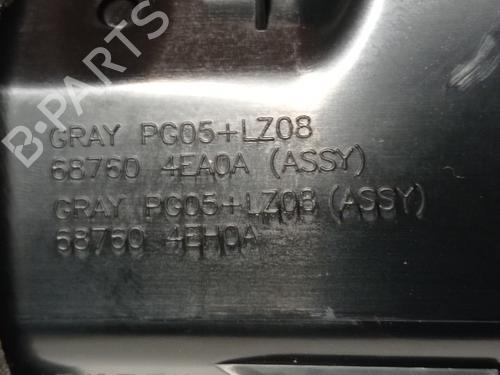 B-PARTS
GRAY PG05+LZ08
68760 4EA0A (ASSY)
GRAY PG05+LZ08 (ASSY)
68760 4EH0A